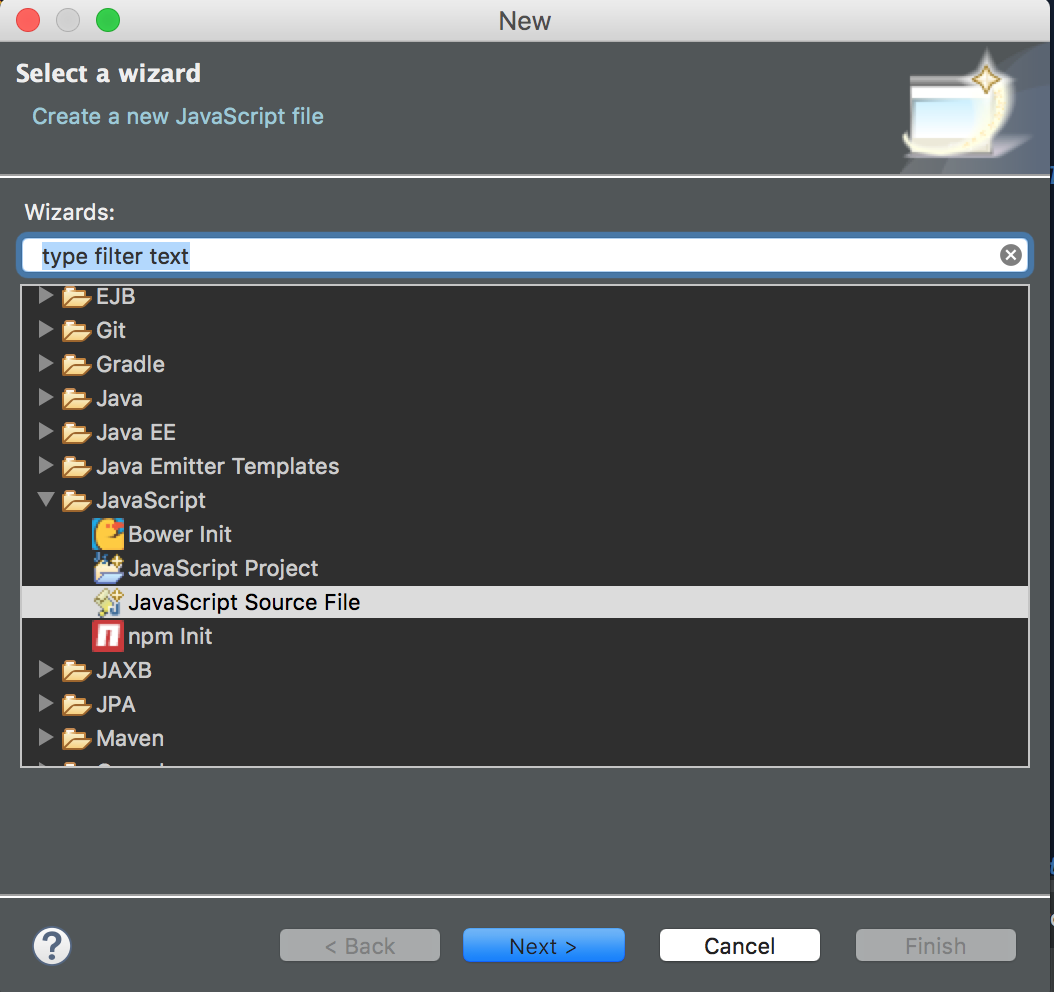 New
Select a wizard
Create a new JavaScript file
Wizards:
type filter text
EJB
Git
Gradle
Java
Java EE
Java Emitter Templates
JavaScript
Bower Init
JavaScript Project
JavaScript Source File
npm Init
JAXB
JPA
Maven
?
< Back
Next >
Cancel
Finish